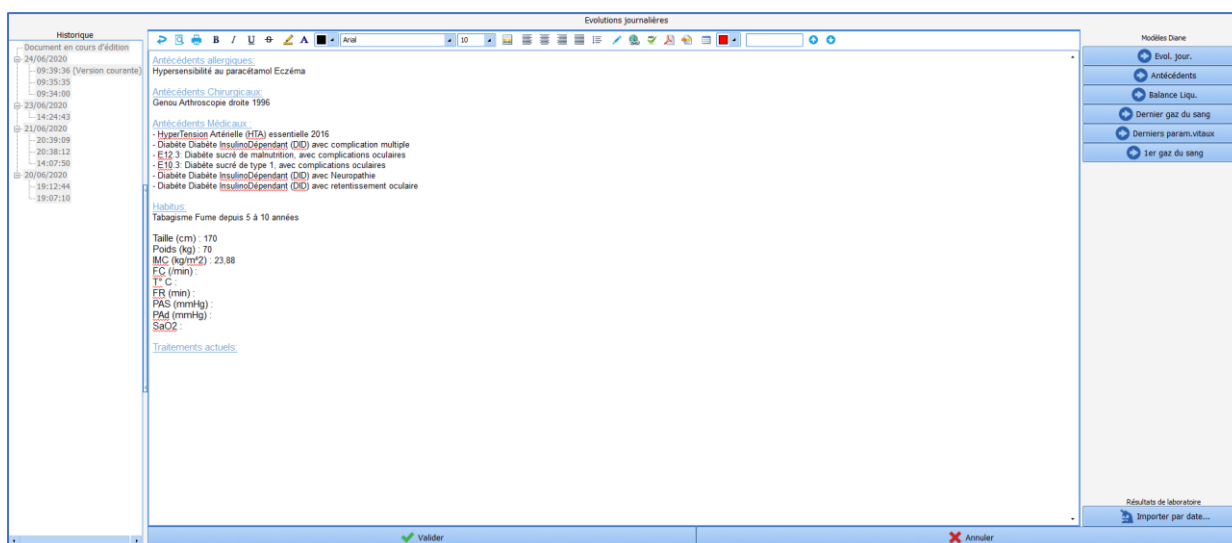 Evolutions journalières
Historique
Document en cours d'édition
24/06/2020
09:39:36 (Version courante)
09:35:35
09:34:00
23/06/2020
14:24:43
21/06/2020
20:39:09
20:38:12
14:07:50
20/06/2020
19:12:44
19:07:10
B I U S A Arial 10
Antécédents allergiques:
Hypersensibilité au paracétamol Eczéma
Antécédents Chirurgicaux:
Genou Arthroscopie droite 1996
Antécédents Médicaux :
- HyperTension Artérielle (HTA) essentielle 2016
- Diabète Diabète InsulinoDépendant (DID) avec complication multiple
- E12.3: Diabète sucré de malnutrition, avec complications oculaires
- E10.3: Diabète sucré de type 1, avec complications oculaires
- Diabète Diabète InsulinoDépendant (DID) avec Neuropathie
- Diabète Diabète InsulinoDépendant (DID) avec retentissement oculaire
Habitus:
Tabagisme Fume depuis 5 à 10 années
Taille (cm) : 170
Poids (kg) : 70
IMC (kg/m²2) : 23,88
FC (/min) :
T° C :
FR (min) :
PAS (mmHg) :
PAd (mmHg) :
SaO2 :
Traitements actuels:
Modèles Diane
Evol. jour.
Antécédents
Balance Liqu.
Dernier gaz du sang
Derniers param.vitaux
1er gaz du sang
Résultats de laboratoire
Importer par date...
Valider
Annuler